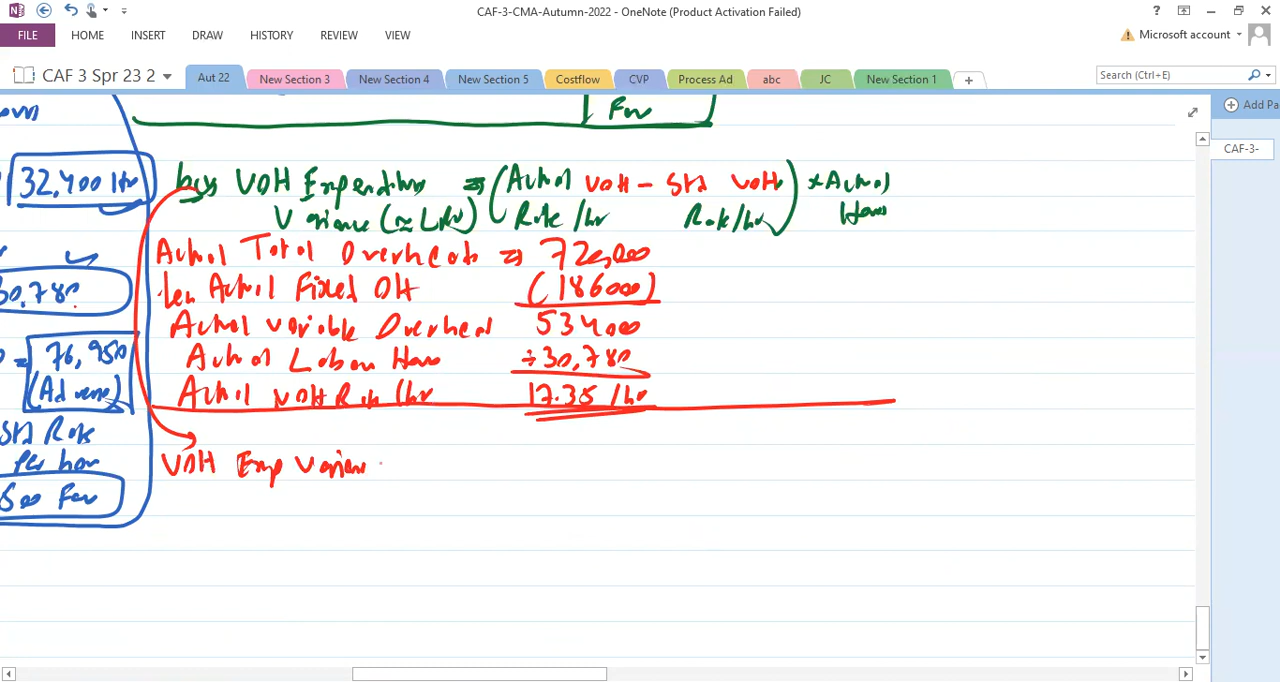 CAF-3-CMA-Autumn-2022 - OneNote (Product Activation Failed)
FILE HOME INSERT DRAW HISTORY REVIEW VIEW
Microsoft account
CAF 3 Spr 23 2
Aut 22 New Section 3 New Section 4 New Section 5 Costflow CVP Process Ad abc JC New Section 1
Search (Ctrl+E)
Add Pa
CAF-3-
Fav
32,400 Hr
VOH Expenditure = (Actual VOH - Std VOH) × Actual
Variance (≈ LRV) Rate/hr Rate/hr Hours
Actual Total Overheads = 720,000
Less Actual Fixed OH (186000)
Actual Variable Overhead 534000
Actual Labour Hours ÷ 30,780
Actual VOH Rate/hr 17.35 /hr
VOH Exp Varian
30,780
= 76,950
(Adverse)
Std Rate
per hour
500 Fav